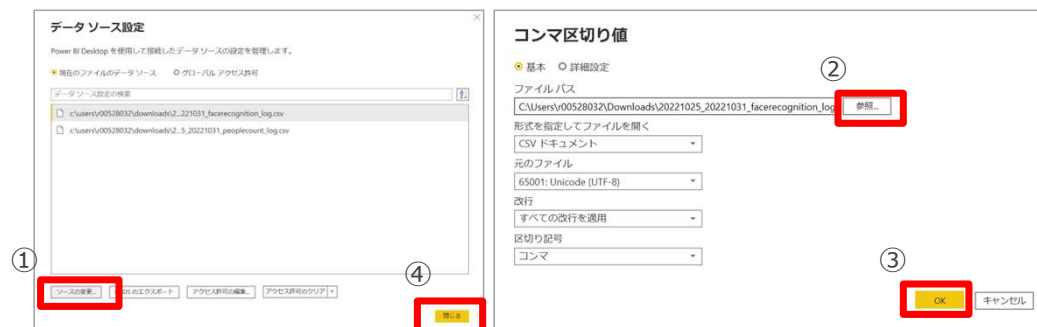 データ ソース設定
Power BI Desktop を使用して接続したデータ ソースの設定を管理します。
現在のファイルのデータ ソース グローバル アクセス許可
データ ソース設定の検索
c:\users\r00528032\downloads\2...221031_facerecognition_log.csv
c:\users\r00528032\downloads\2...5_20221031_peoplecount_log.csv
①
④
ソースの変更... のエクスポート アクセス許可の編集... アクセス許可のクリア
閉じる
コンマ区切り値
基本 詳細設定
②
ファイル パス
C:\Users\r00528032\Downloads\20221025_20221031_facerecognition_log 参照...
形式を指定してファイルを開く
CSV ドキュメント
元のファイル
65001: Unicode (UTF-8)
改行
すべての改行を適用
区切り記号
コンマ
③
OK キャンセル